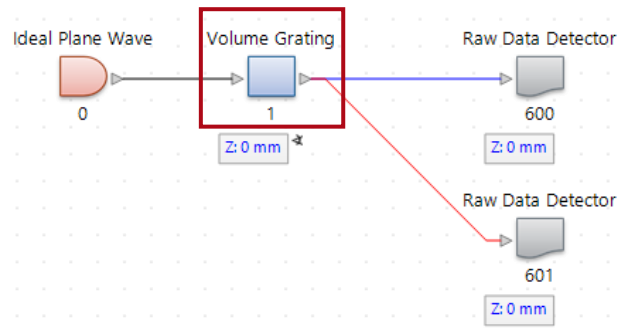 Ideal Plane Wave
Volume Grating
Raw Data Detector
0
1
600
Z: 0 mm
Z: 0 mm
Raw Data Detector
601
Z: 0 mm